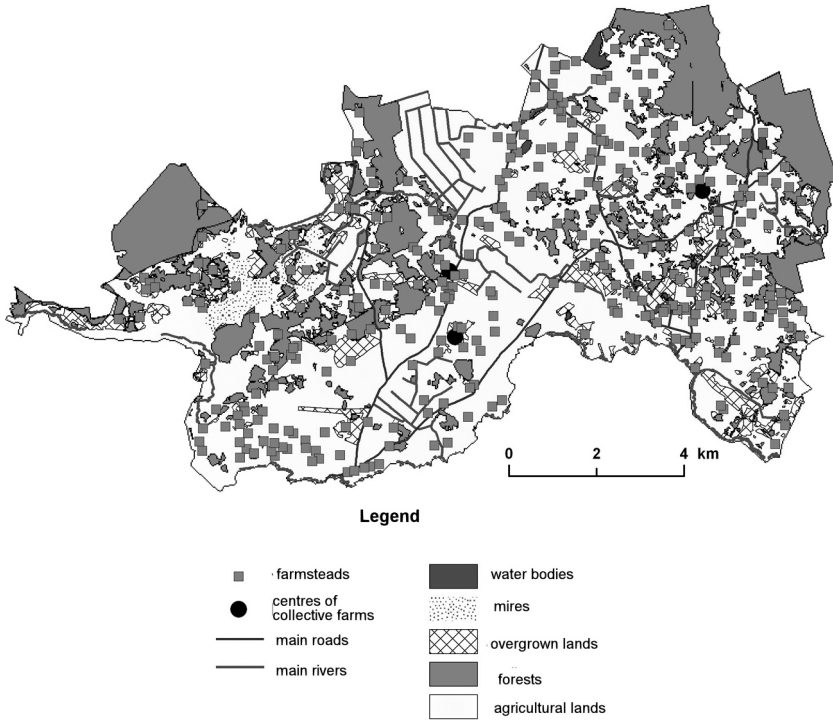 0 2 4 km
Legend
farmsteads
centres of
collective farms
main roads
main rivers
water bodies
mires
overgrown lands
forests
agricultural lands